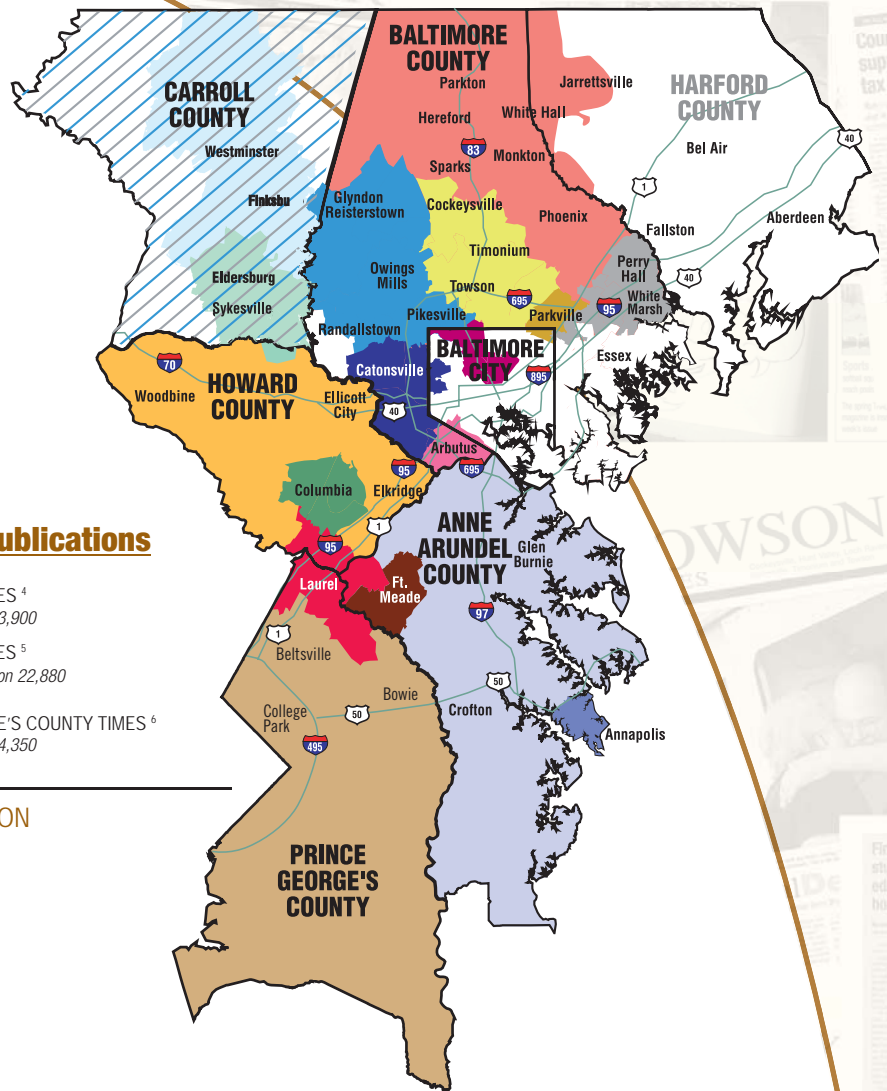 BALTIMORE
COUNTY
Parkton
Jarrettsville
HARFORD
COUNTY
CARROLL
COUNTY
Hereford
White Hall
83
Bel Air
40
Westminster
Sparks
Monkton
1
Finksbu
Glyndon
Reisterstown
Cockeysville
Phoenix
Fallston
Aberdeen
Timonium
Perry
Hall
40
Eldersburg
Owings
Mills
Towson
695
95
White
Marsh
Sykesville
Pikesville
Parkville
Randallstown
BALTIMORE
CITY
Essex
70
Catonsville
895
Woodbine
HOWARD
COUNTY
Ellicott
City
40
Arbutus
95
695
Columbia
Elkridge
1
ANNE
ARUNDEL
COUNTY
Glen
Burnie
95
OWSON
ublications
Laurel
Ft.
Meade
ES 4
3,900
97
1
Beltsville
ES 5
on 22,880
50
Bowie
Crofton
College
Park
50
Annapolis
E'S COUNTY TIMES 6
4,350
495
ON
PRINCE
GEORGE'S
COUNTY